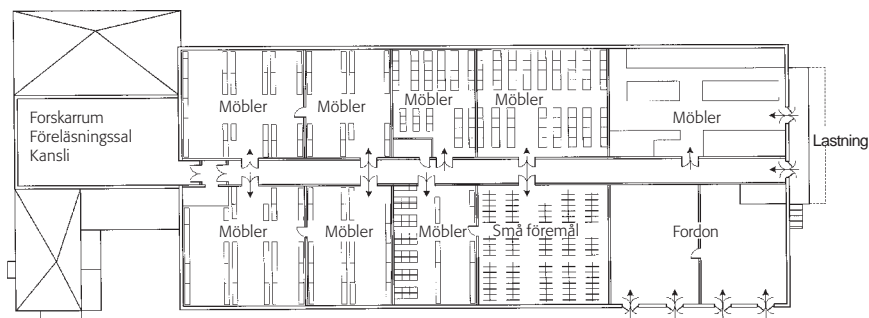 Forskarrum
Föreläsningssal
Kansli
Möbler
Möbler
Möbler
Möbler
Möbler
Lastning
Möbler
Möbler
Möbler
Små föremål
Fordon